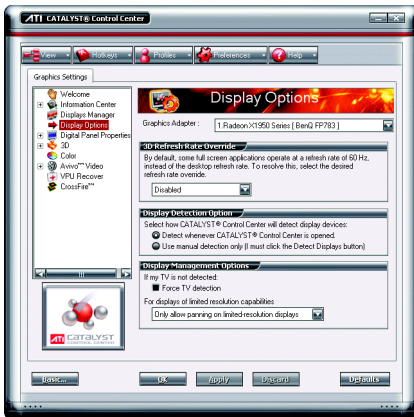 ATI CATALYST® Control Center
View
Hotkeys
Profiles
Preferences
Help
Graphics Settings
Welcome
Information Center
Displays Manager
Display Options
Digital Panel Properties
3D
Color
Avivo™ Video
VPU Recover
CrossFire™
ATI CATALYST
CONTROL CENTER
Display Options
Graphics Adapter :
1.Radeon X1950 Series [ BenQ FP783 ]
3D Refresh Rate Override
By default, some full screen applications operate at a refresh rate of 60 Hz,
instead of the desktop refresh rate. To resolve this, select the desired
refresh rate override.
Disabled
Display Detection Option
Select how CATALYST® Control Center will detect display devices:
Detect whenever CATALYST® Control Center is opened.
Use manual detection only (I must click the Detect Displays button)
Display Management Options
If my TV is not detected:
Force TV detection
For displays of limited resolution capabilities
Only allow panning on limited-resolution displays
Basic...
OK
Apply
Discard
Defaults